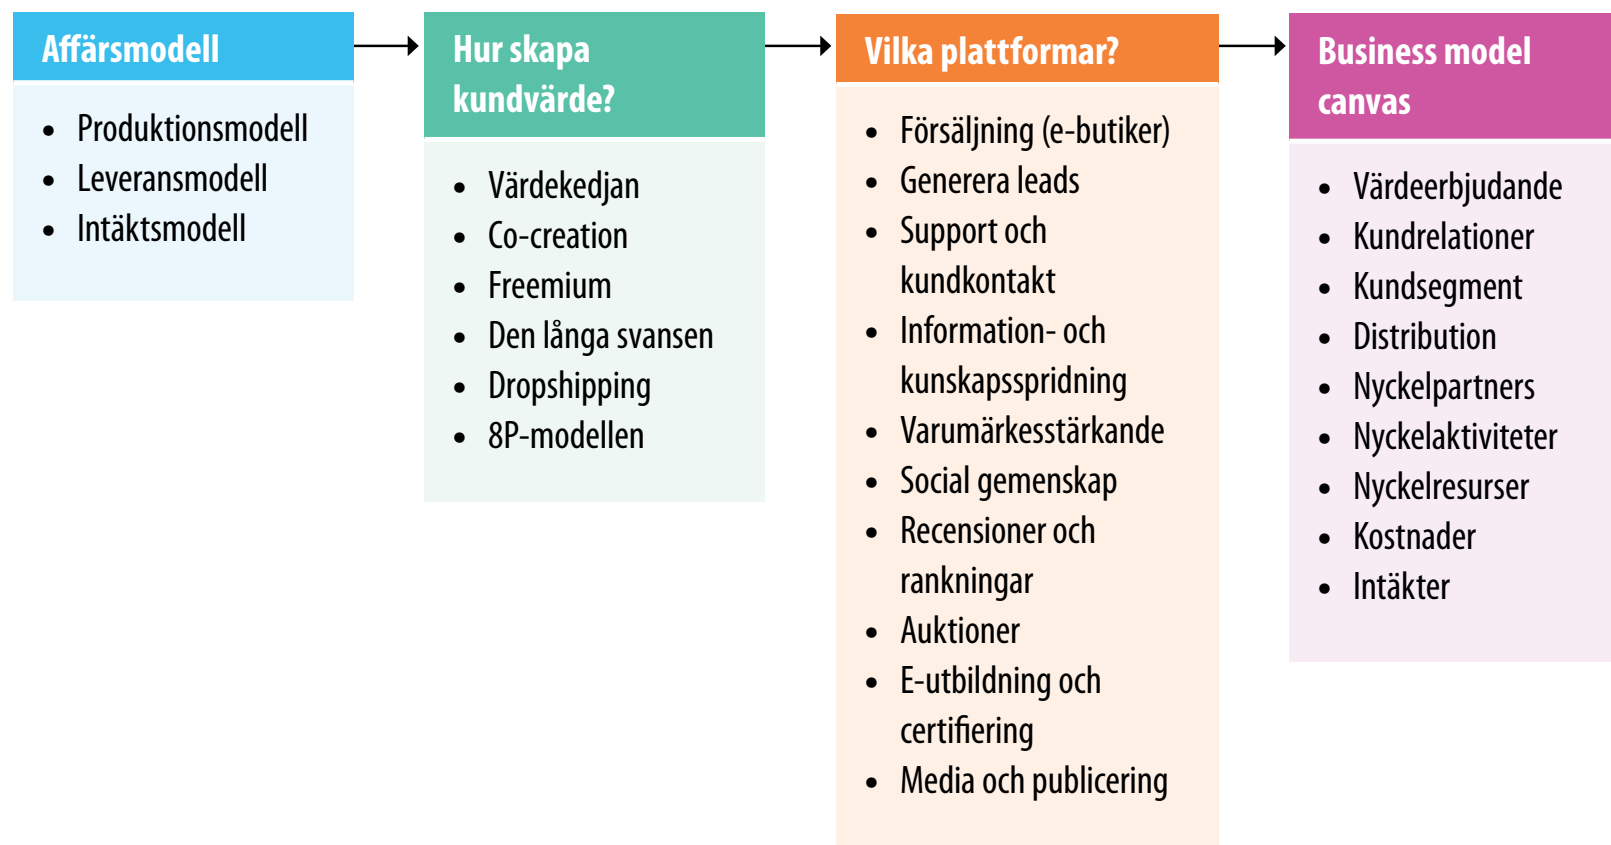 Affärsmodell
• Produktionsmodell
• Leveransmodell
• Intäktsmodell
Hur skapa
kundvärde?
• Värdekedjan
• Co-creation
• Freemium
• Den långa svansen
• Dropshipping
• 8P-modellen
Vilka plattformar?
• Försäljning (e-butiker)
• Generera leads
• Support och
kundkontakt
• Information- och
kunskapsspridning
• Varumärkesstärkande
• Social gemenskap
• Recensioner och
rankningar
• Auktioner
• E-utbildning och
certifiering
• Media och publicering
Business model
canvas
• Värdeerbjudande
• Kundrelationer
• Kundsegment
• Distribution
• Nyckelpartners
• Nyckelaktiviteter
• Nyckelresurser
• Kostnader
• Intäkter